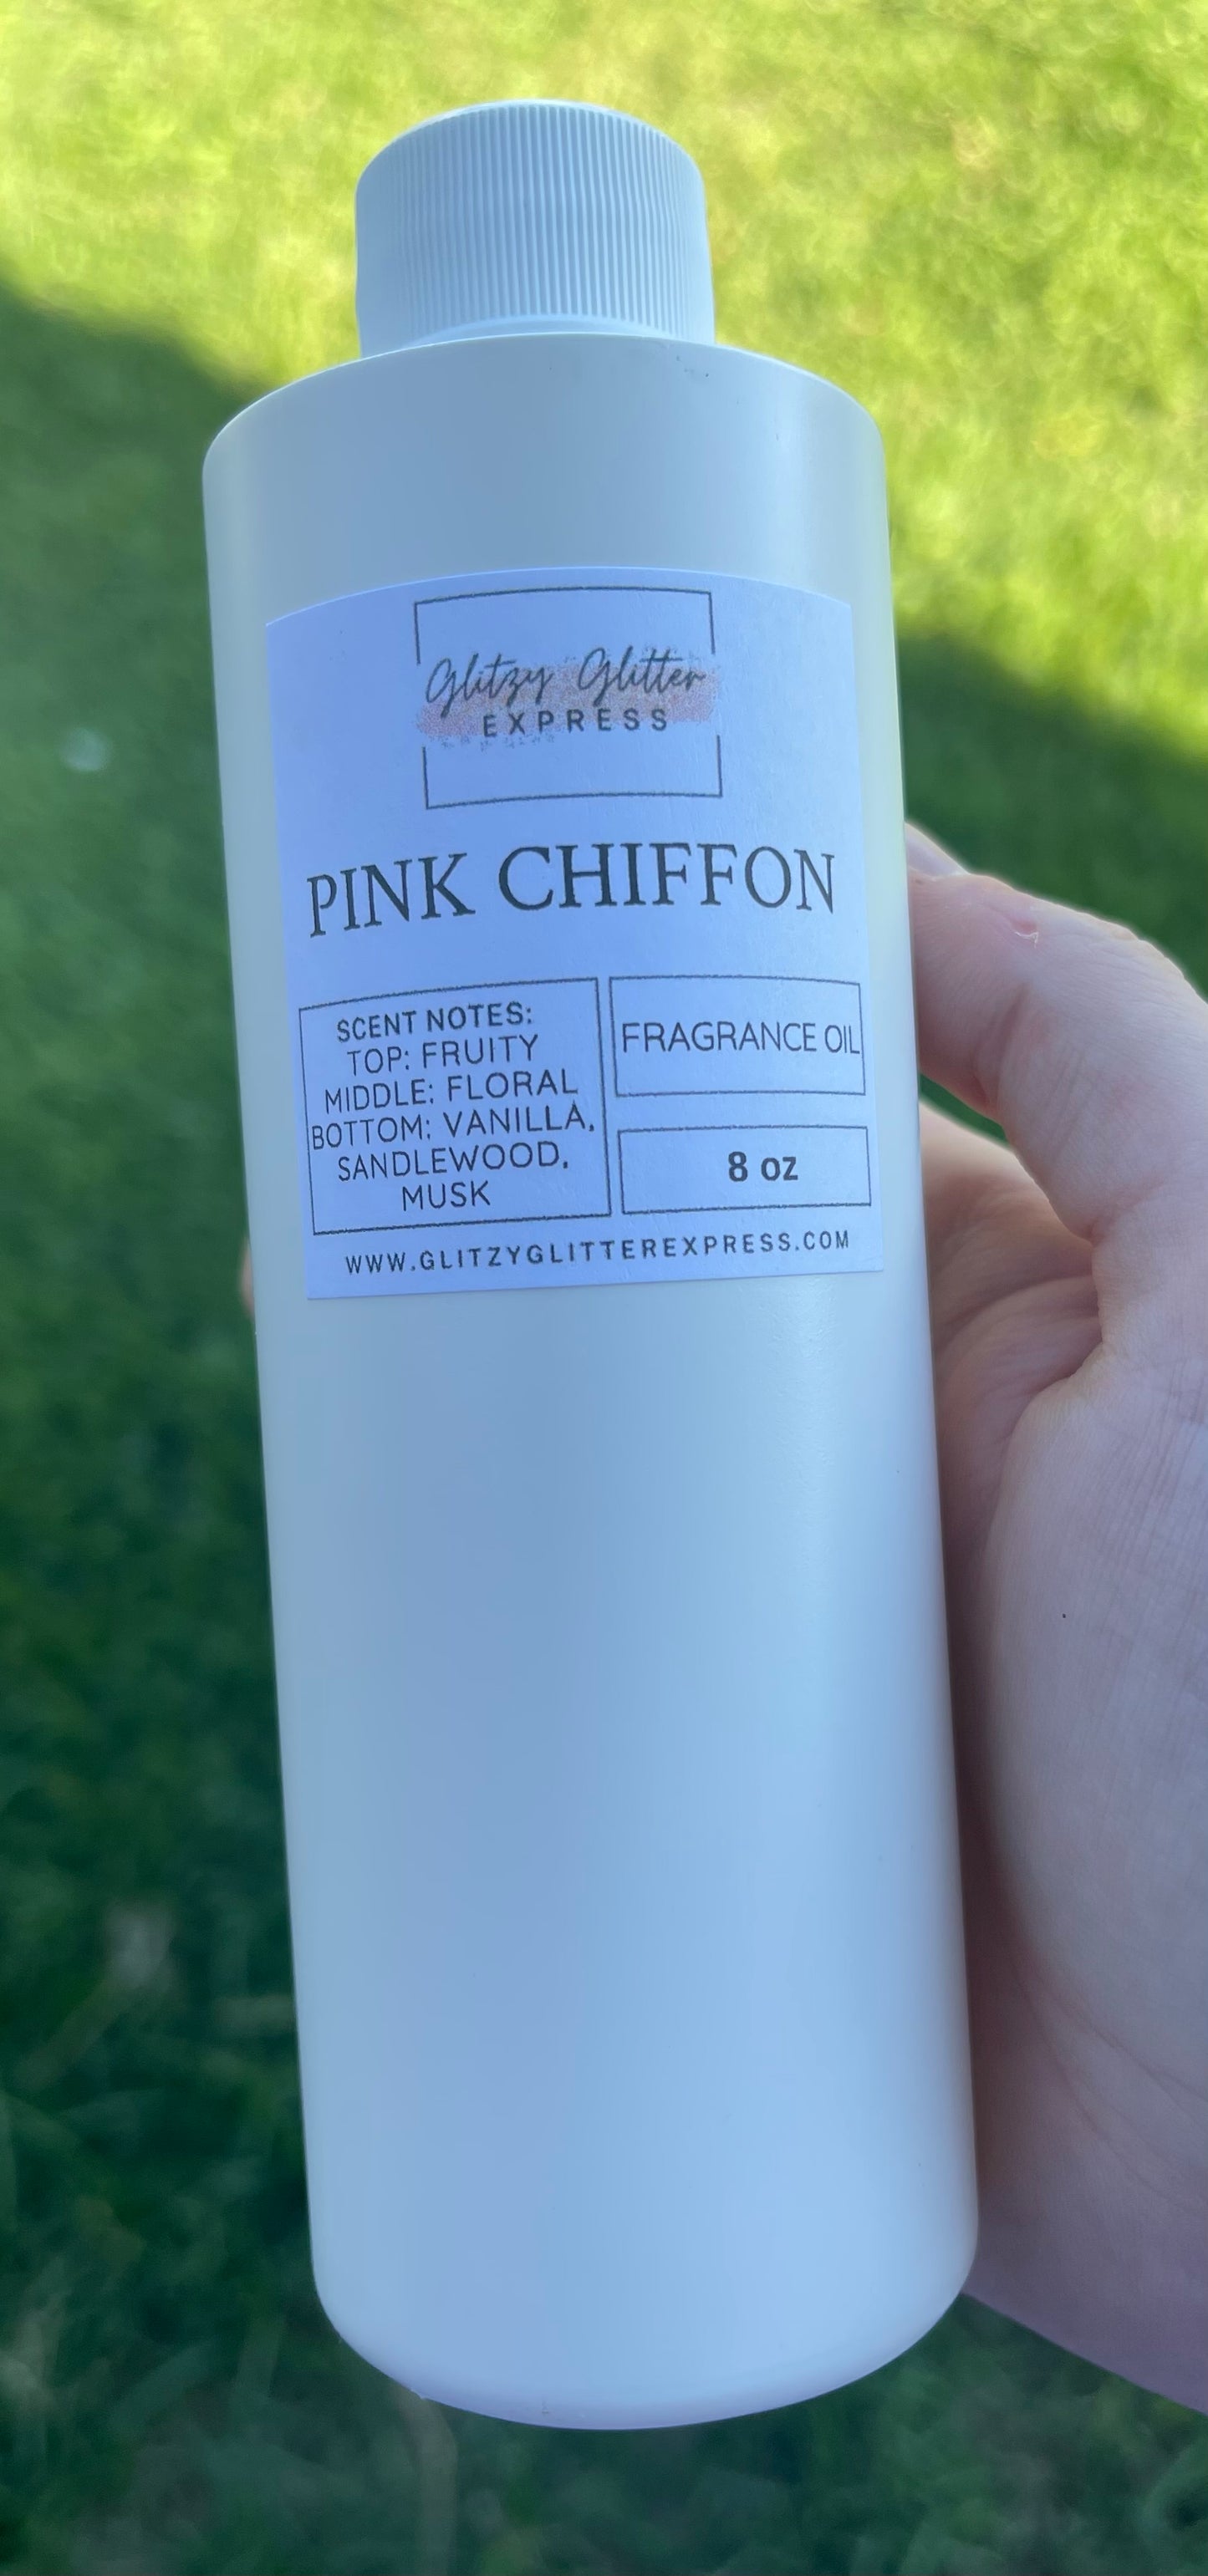 Glitzy Glitter
EXPRESS
PINK CHIFFON
SCENT NOTES:
TOP: FRUITY
MIDDLE: FLORAL
BOTTOM: VANILLA,
SANDLEWOOD,
MUSK
FRAGRANCE OIL
8 oz
WWW.GLITZYGLITTEREXPRESS.COM